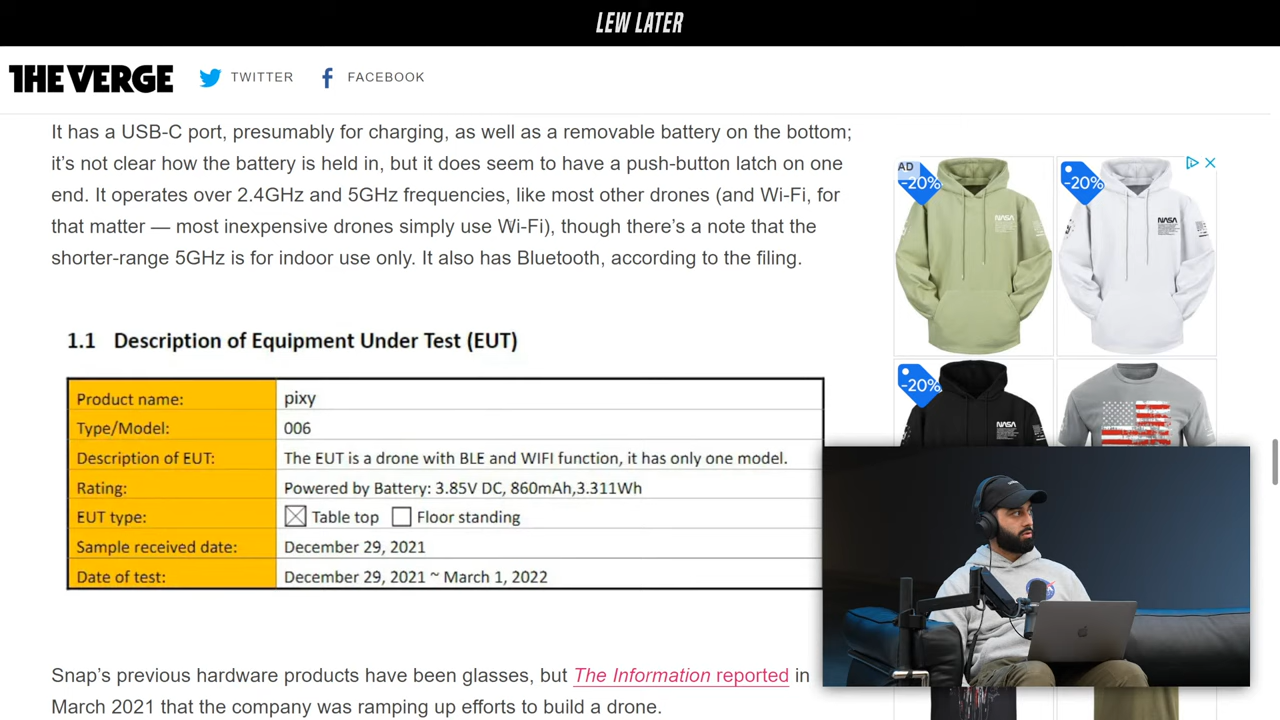 LEW LATER
THE VERGE
TWITTER
FACEBOOK
It has a USB-C port, presumably for charging, as well as a removable battery on the bottom;
it’s not clear how the battery is held in, but it does seem to have a push-button latch on one
end. It operates over 2.4GHz and 5GHz frequencies, like most other drones (and Wi-Fi, for
that matter — most inexpensive drones simply use Wi-Fi), though there’s a note that the
shorter-range 5GHz is for indoor use only. It also has Bluetooth, according to the filing.
AD
-20%
-20%
NASA
NASA
-20%
NASA
1.1 Description of Equipment Under Test (EUT)
Product name: pixy
Type/Model: 006
Description of EUT: The EUT is a drone with BLE and WIFI function, it has only one model.
Rating: Powered by Battery: 3.85V DC, 860mAh,3.311Wh
EUT type: Table top Floor standing
Sample received date: December 29, 2021
Date of test: December 29, 2021 ~ March 1, 2022
Snap’s previous hardware products have been glasses, but The Information reported in
March 2021 that the company was ramping up efforts to build a drone.